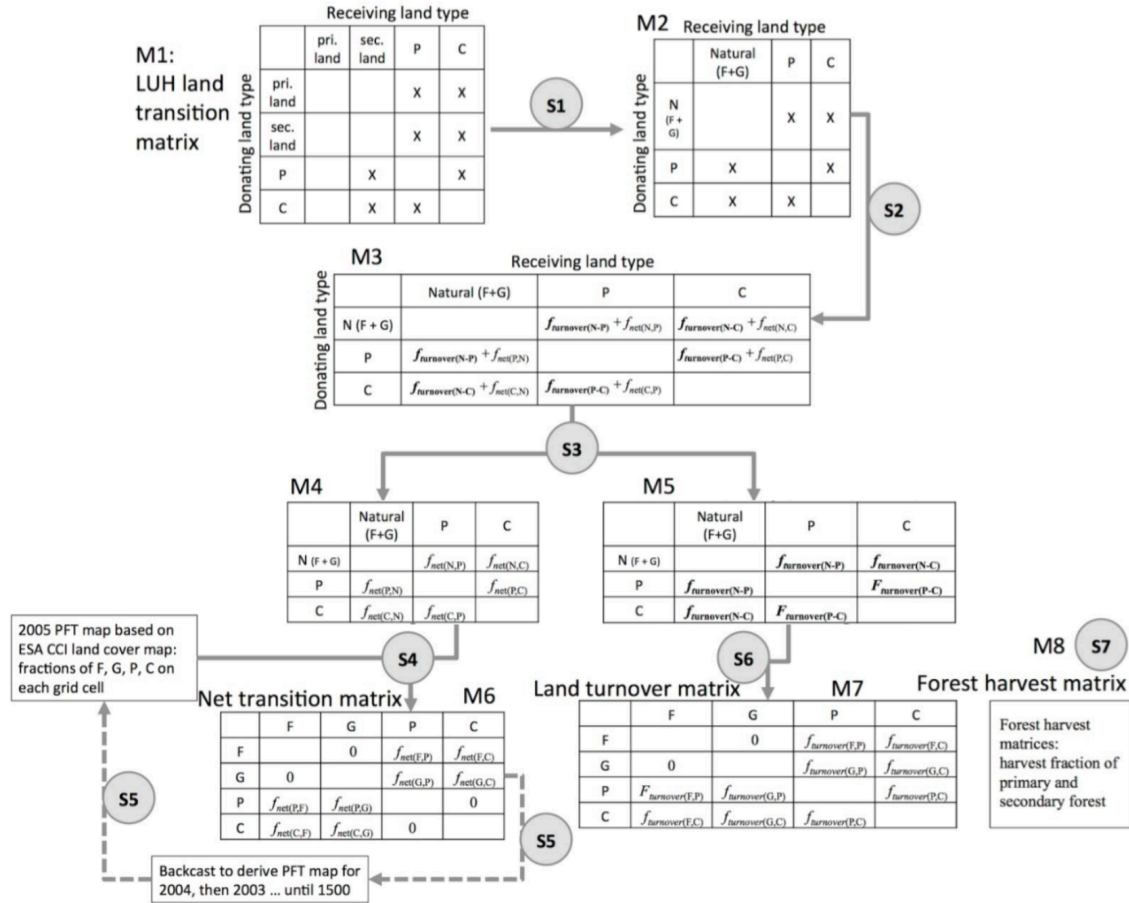 Receiving land type
M1:
LUH land
transition
matrix
Donating land type
pri. land sec. land P C
pri. land X X
sec. land X X
P X X
C X X
S1
M2 Receiving land type
Donating land type
Natural (F+G) P C
N (F + G) X X
P X X
C X X
S2
M3
Receiving land type
Donating land type
Natural (F+G) P C
N (F + G) fturnover(N-P) + fnet(N,P) fturnover(N-C) + fnet(N,C)
P fturnover(N-P) + fnet(P,N) fturnover(P-C) + fnet(P,C)
C fturnover(N-C) + fnet(C,N) fturnover(P-C) + fnet(C,P)
S3
M4
Natural (F+G) P C
N (F + G) fnet(N,P) fnet(N,C)
P fnet(P,N) fnet(P,C)
C fnet(C,N) fnet(C,P)
M5
Natural (F+G) P C
N (F + G) fturnover(N-P) fturnover(N-C)
P fturnover(N-P) Fturnover(P-C)
C fturnover(N-C) Fturnover(P-C)
2005 PFT map based on
ESA CCI land cover map:
fractions of F, G, P, C on
each grid cell
S4
S6
M8 S7
Net transition matrix M6
F G P C
F 0 fnet(F,P) fnet(F,C)
G 0 fnet(G,P) fnet(G,C)
P fnet(P,F) fnet(P,G) 0
C fnet(C,F) fnet(C,G) 0
Land turnover matrix M7
F G P C
F 0 fturnover(F,P) fturnover(F,C)
G 0 fturnover(G,P) fturnover(G,C)
P Fturnover(F,P) fturnover(G,P) fturnover(P,C)
C fturnover(F,C) fturnover(G,C) fturnover(P,C)
Forest harvest matrix
Forest harvest
matrices:
harvest fraction of
primary and
secondary forest
S5
S5
Backcast to derive PFT map for
2004, then 2003 ... until 1500